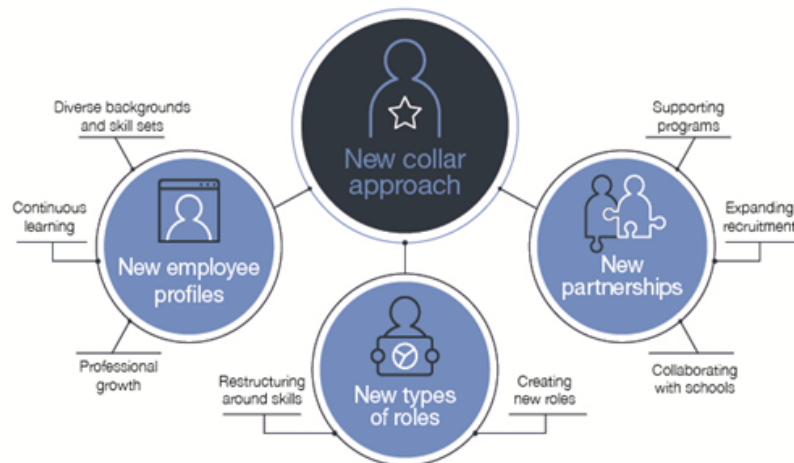 New collar
approach
Diverse backgrounds
and skill sets
Continuous
learning
New employee
profiles
Professional
growth
Restructuring
around skills
New types
of roles
Creating
new roles
Supporting
programs
Expanding
recruitment
New
partnerships
Collaborating
with schools